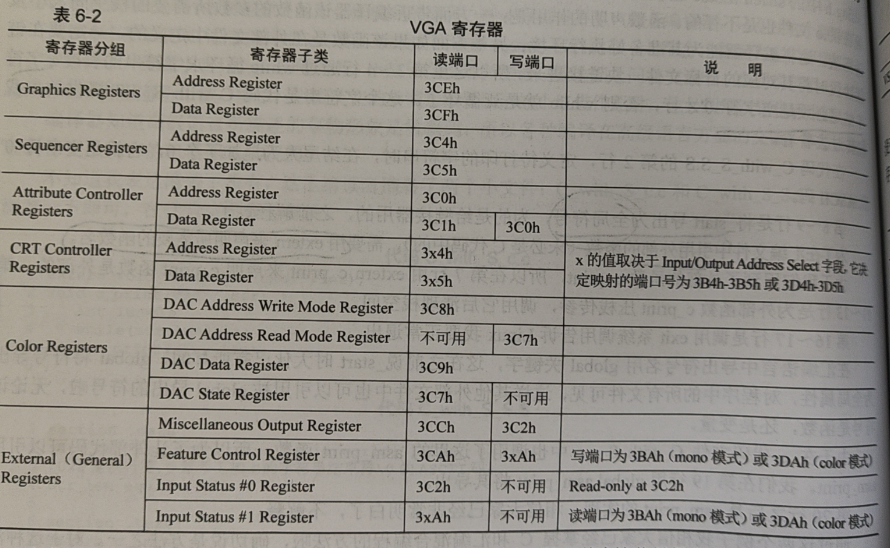 表 6-2
VGA 寄存器
寄存器分组 寄存器子类 读端口 写端口 说 明
Graphics Registers Address Register 3CEh
Data Register 3CFh
Sequencer Registers Address Register 3C4h
Data Register 3C5h
Attribute Controller Registers Address Register 3C0h
Data Register 3C1h 3C0h
CRT Controller Registers Address Register 3x4h x 的值取决于 Input/Output Address Select 字段,它决
Data Register 3x5h 定映射的端口号为 3B4h-3B5h 或 3D4h-3D5h
Color Registers DAC Address Write Mode Register 3C8h
DAC Address Read Mode Register 不可用 3C7h
DAC Data Register 3C9h
DAC State Register 3C7h 不可用
External（General） Registers Miscellaneous Output Register 3CCh 3C2h
Feature Control Register 3CAh 3xAh 写端口为 3BAh (mono 模式) 或 3DAh (color 模式)
Input Status #0 Register 3C2h 不可用 Read-only at 3C2h
Input Status #1 Register 3xAh 不可用 读端口为 3BAh (mono 模式) 或 3DAh (color 模式)